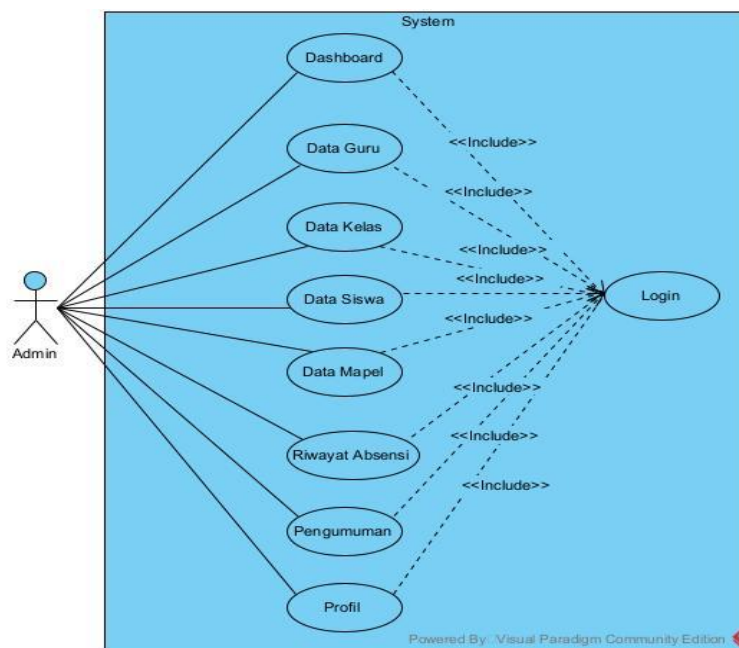 System
Dashboard
<<Include>>
Data Guru
<<Include>>
Data Kelas
<<Include>>
<<Include>>
Data Siswa
Login
<<Include>>
Admin
Data Mapel
<<Include>>
Riwayat Absensi
<<Include>>
<<Include>>
Pengumuman
Profil
Powered By: Visual Paradigm Community Edition